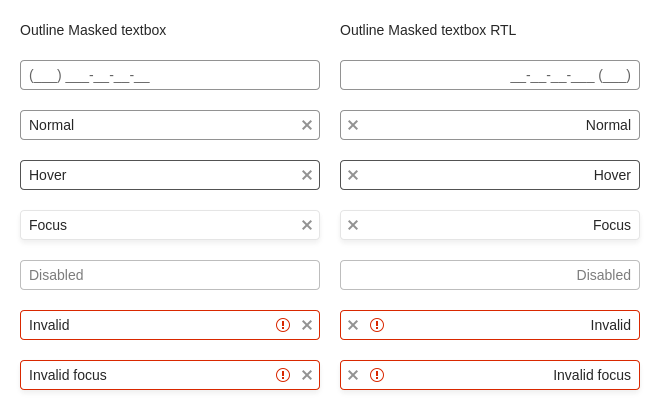 Outline Masked textbox
(___) ___-__-__-__
Normal
Hover
Focus
Disabled
Invalid
Invalid focus
Outline Masked textbox RTL
__-__-__-___ (___)
Normal
Hover
Focus
Disabled
Invalid
Invalid focus